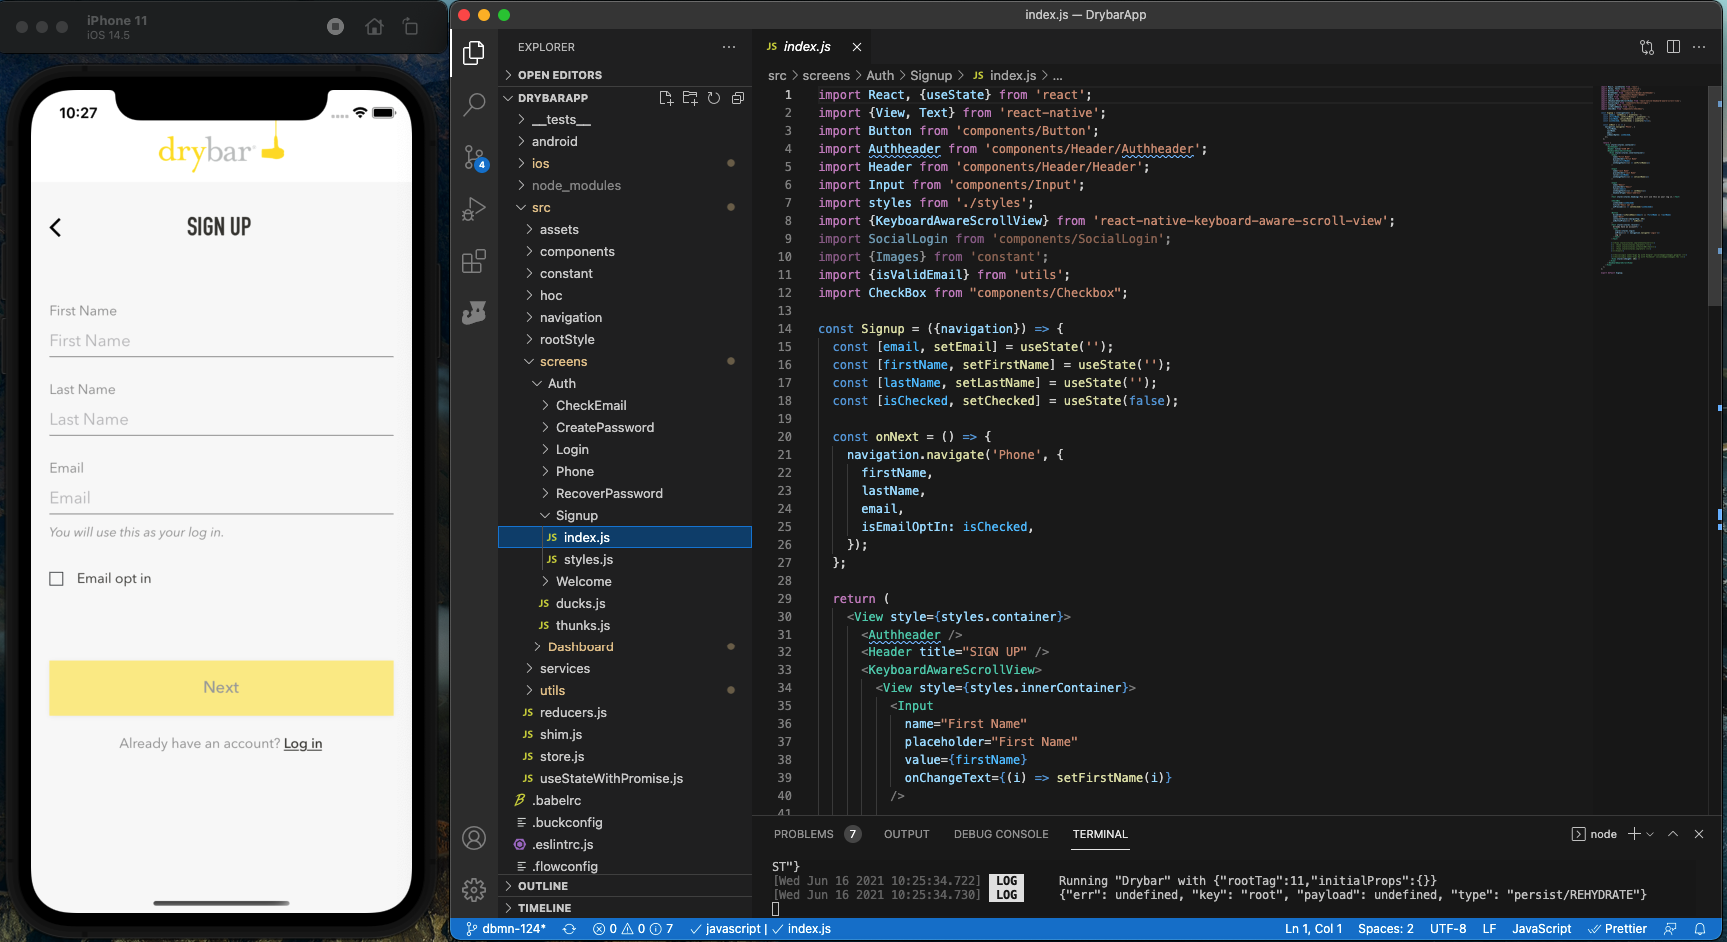 iPhone 11
iOS 14.5
10:27
drybar
SIGN UP
First Name
First Name
Last Name
Last Name
Email
Email
You will use this as your log in.
Email opt in
Next
Already have an account? Log in
index.js — DrybarApp
4
EXPLORER
OPEN EDITORS
DRYBARAPP
__tests__
android
ios
node_modules
src
assets
components
constant
hoc
navigation
rootStyle
screens
Auth
CheckEmail
CreatePassword
Login
Phone
RecoverPassword
Signup
JS index.js
JS styles.js
Welcome
JS ducks.js
JS thunks.js
Dashboard
services
utils
JS reducers.js
JS shim.js
JS store.js
JS useStateWithPromise.js
.babelrc
.buckconfig
.eslintrc.js
.flowconfig
OUTLINE
TIMELINE
JS index.js
src > screens > Auth > Signup > JS index.js > ...
1 import React, {useState} from 'react';
2 import {View, Text} from 'react-native';
3 import Button from 'components/Button';
4 import Authheader from 'components/Header/Authheader';
5 import Header from 'components/Header/Header';
6 import Input from 'components/Input';
7 import styles from './styles';
8 import {KeyboardAwareScrollView} from 'react-native-keyboard-aware-scroll-view';
9 import SocialLogin from 'components/SocialLogin';
10 import {Images} from 'constant';
11 import {isValidEmail} from 'utils';
12 import CheckBox from "components/Checkbox";
13
14 const Signup = ({navigation}) => {
15 const [email, setEmail] = useState('');
16 const [firstName, setFirstName] = useState('');
17 const [lastName, setLastName] = useState('');
18 const [isChecked, setChecked] = useState(false);
19
20 const onNext = () => {
21 navigation.navigate('Phone', {
22 firstName,
23 lastName,
24 email,
25 isEmailOptIn: isChecked,
26 });
27 };
28
29 return (
30 <View style={styles.container}>
31 <Authheader />
32 <Header title="SIGN UP" />
33 <KeyboardAwareScrollView>
34 <View style={styles.innerContainer}>
35 <Input
36 name="First Name"
37 placeholder="First Name"
38 value={firstName}
39 onChangeText={(i) => setFirstName(i)}
40 />
41
PROBLEMS 7 OUTPUT DEBUG CONSOLE TERMINAL
node
ST"}
[Wed Jun 16 2021 10:25:34.722] LOG Running "Drybar" with {"rootTag":11,"initialProps":{}}
[Wed Jun 16 2021 10:25:34.730] LOG {"err": undefined, "key": "root", "payload": undefined, "type": "persist/REHYDRATE"}
dbmn-124* 0 0 7 javascript | index.js
Ln 1, Col 1 Spaces: 2 UTF-8 LF JavaScript Prettier